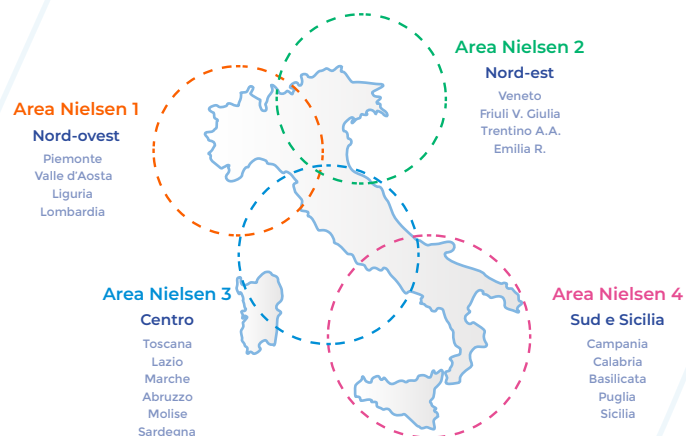 Area Nielsen 1
Nord-ovest
Piemonte
Valle d'Aosta
Liguria
Lombardia
Area Nielsen 2
Nord-est
Veneto
Friuli V. Giulia
Trentino A.A.
Emilia R.
Area Nielsen 3
Centro
Toscana
Lazio
Marche
Abruzzo
Molise
Sardegna
Area Nielsen 4
Sud e Sicilia
Campania
Calabria
Basilicata
Puglia
Sicilia